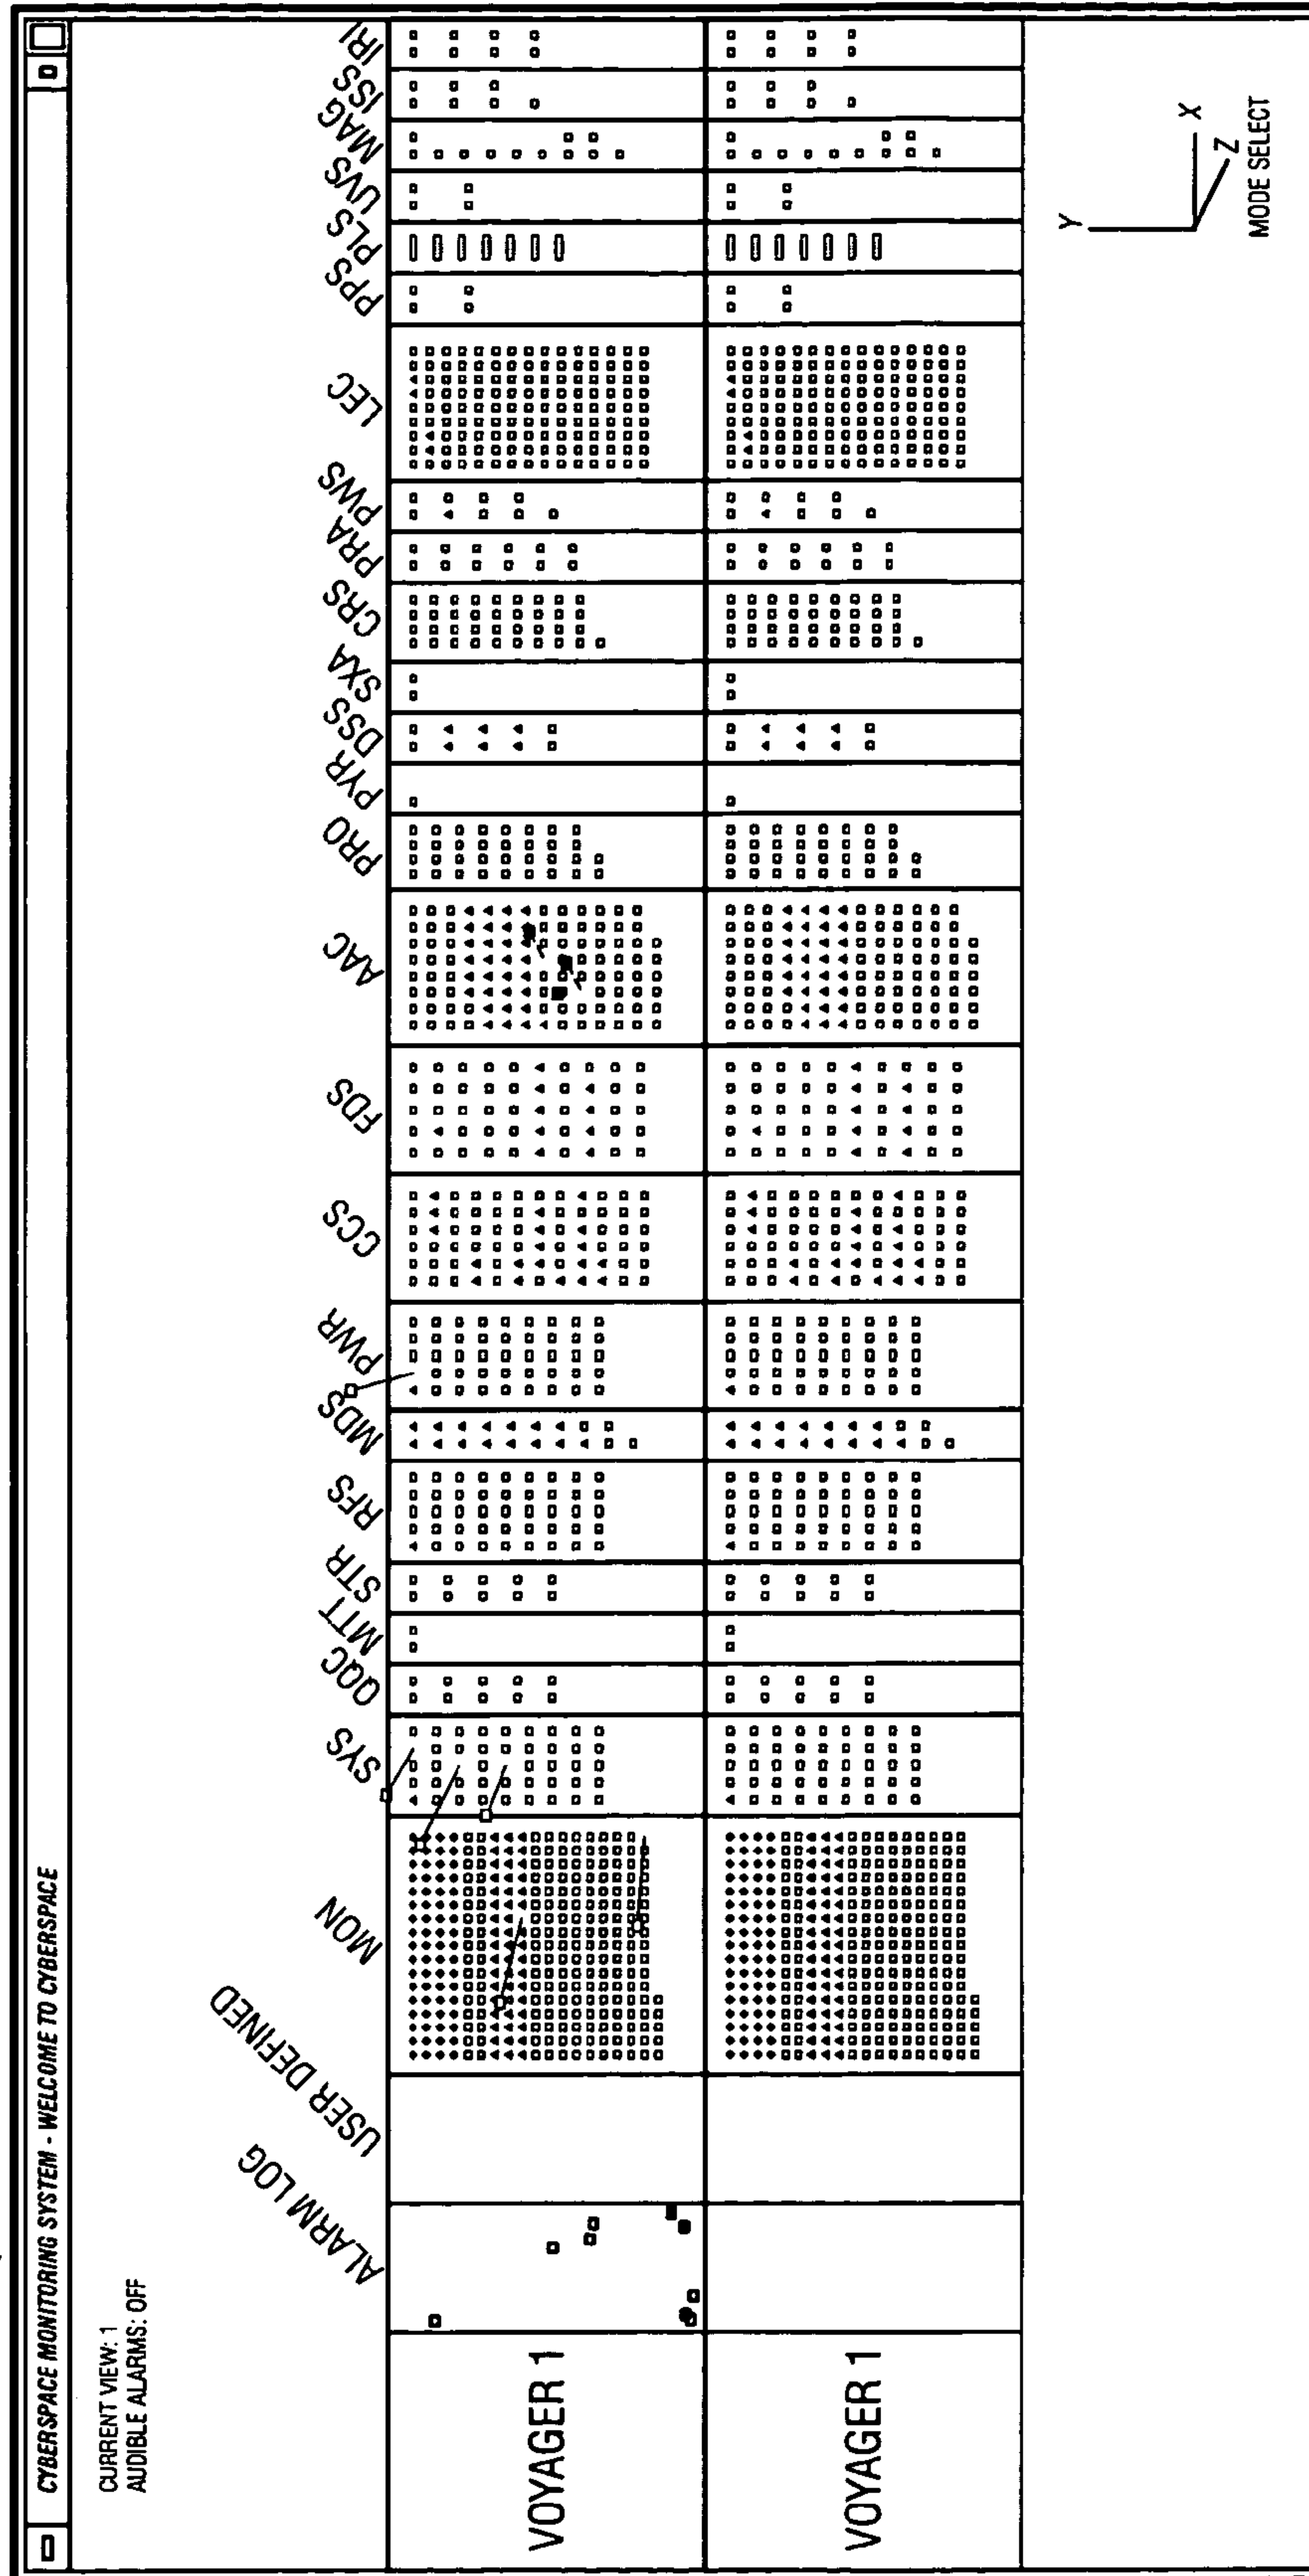 CYBERSPACE MONITORING SYSTEM - WELCOME TO CYBERSPACE
CURRENT VIEW: 1
AUDIBLE ALARMS: OFF
ALARM LOG
USER DEFINED
MON
SYS
QQC
MTT
STR
RFS
MDS
PWR
CCS
FDS
AAC
PRO
PYR
DSS
SXA
CRS
PRA
PWS
LEC
PPS
PLS
UVS
MAG
ISS
IRI
VOYAGER 1
VOYAGER 1
Y
X
Z
MODE SELECT